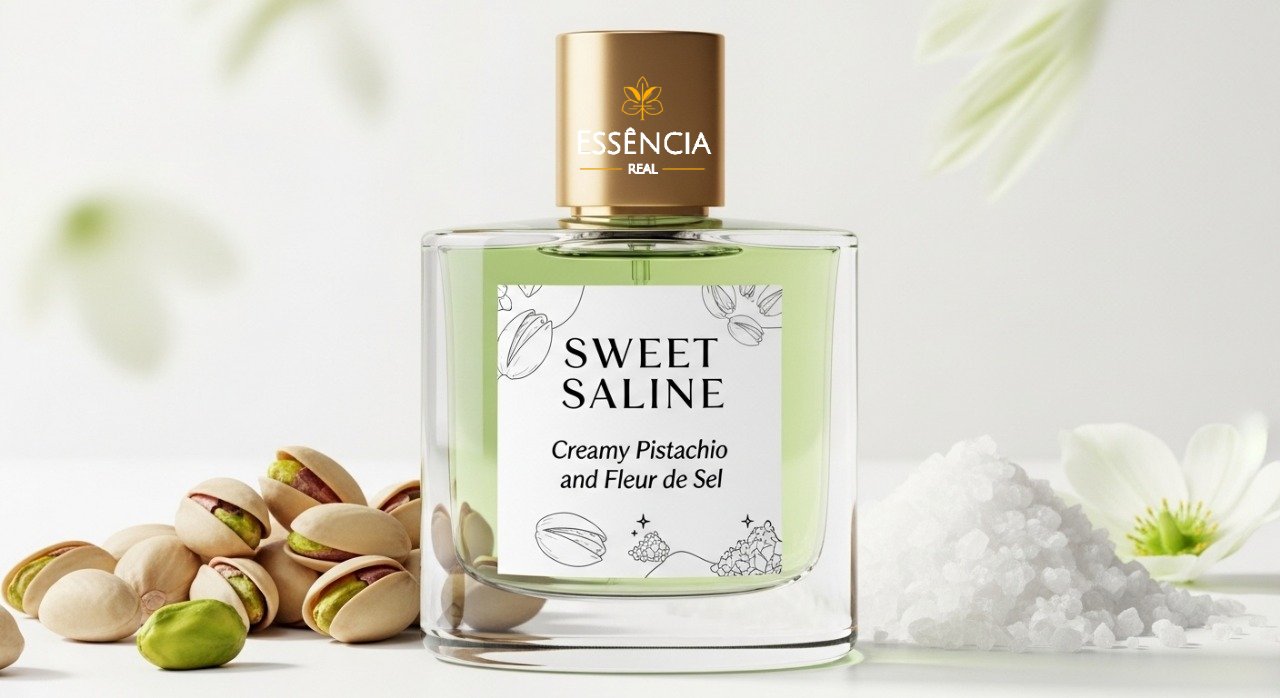 ESSÊNCIA
REAL
SWEET
SALINE
Creamy Pistachio
and Fleur de Sel